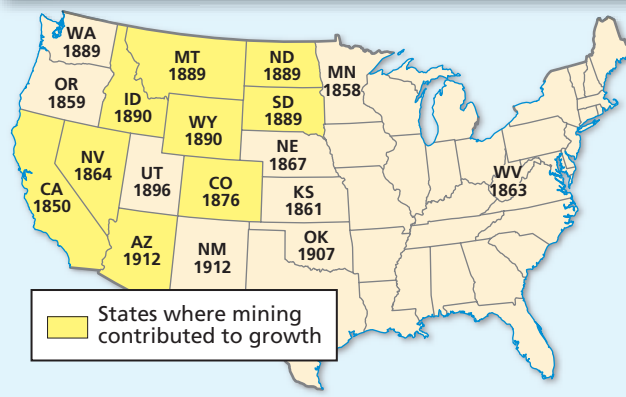 WA
1889
MT
1889
ND
1889
MN
1858
OR
1859
ID
1890
SD
1889
WY
1890
NE
1867
NV
1864
UT
1896
CO
1876
KS
1861
WV
1863
CA
1850
AZ
1912
NM
1912
OK
1907
States where mining
contributed to growth